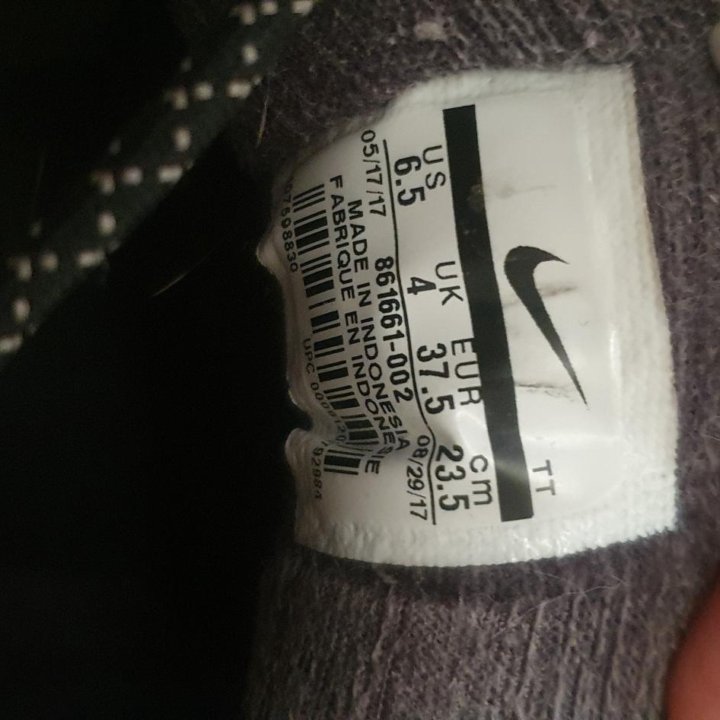 TT
US UK EUR cm
6.5 4 37.5 23.5
05/17/17 861661-002 08/29/17
MADE IN INDONESIA
FABRIQUE EN INDONESIE
UPC